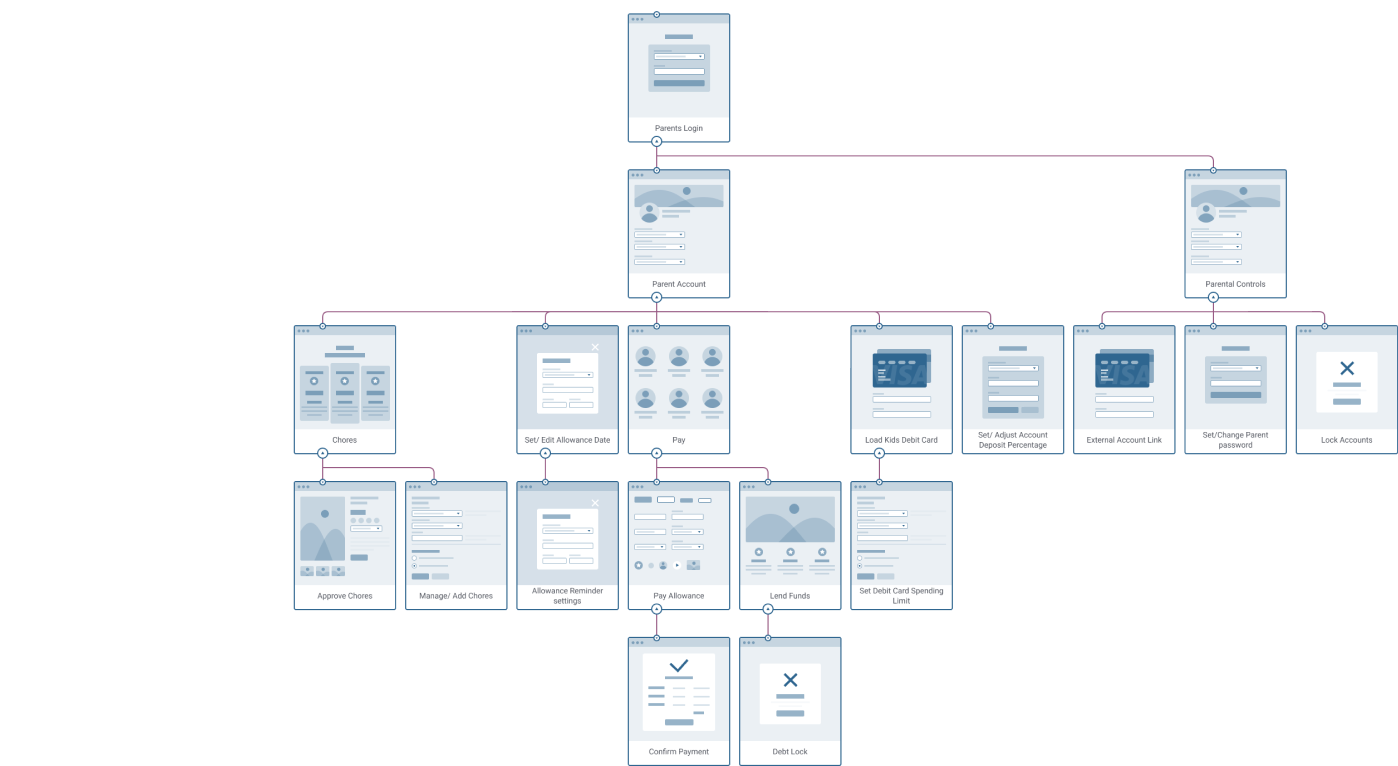 Parents Login
Parent Account
Parental Controls
Chores
Set/ Edit Allowance Date
Pay
Load Kids Debit Card
Set/ Adjust Account
Deposit Percentage
External Account Link
Set/Change Parent
password
Lock Accounts
VISA
VISA
Approve Chores
Manage/ Add Chores
Allowance Reminder
settings
Pay Allowance
Lend Funds
Set Debit Card Spending
Limit
Confirm Payment
Debt Lock